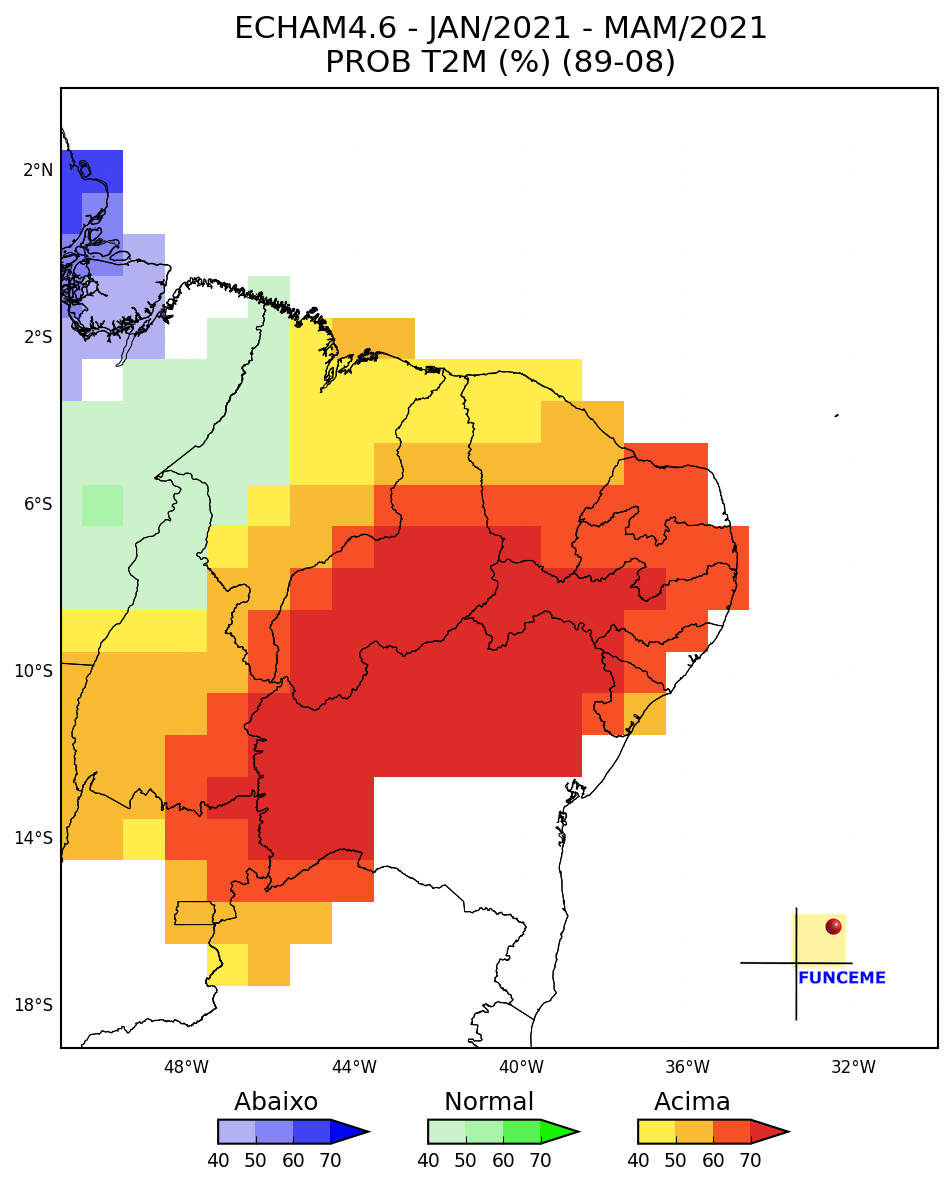 ECHAM4.6 - JAN/2021 - MAM/2021
PROB T2M (%) (89-08)
2°N
2°S
6°S
10°S
14°S
18°S
FUNCEME
48°W 44°W 40°W 36°W 32°W
Abaixo Normal Acima
40 50 60 70 40 50 60 70 40 50 60 70